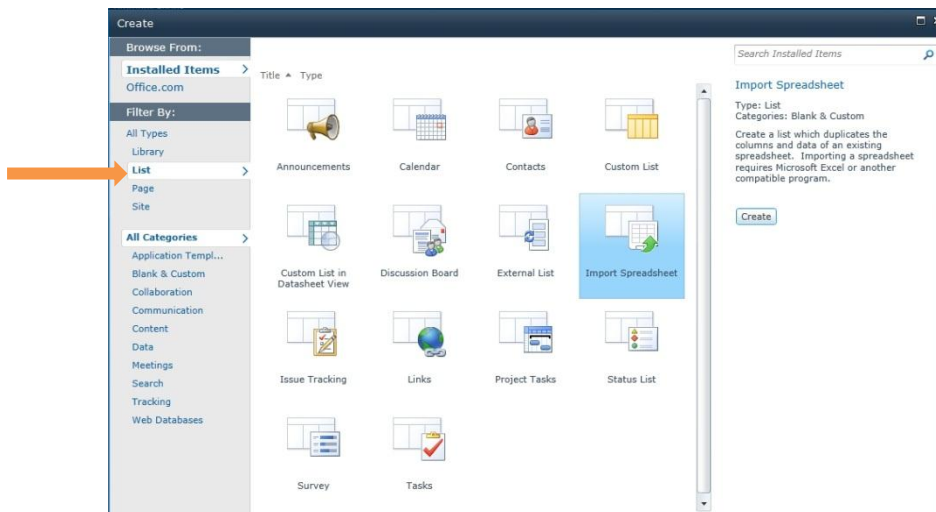 Create
Browse From:
Installed Items
Office.com
Filter By:
All Types
Library
List
Page
Site
All Categories
Application Templ...
Blank & Custom
Collaboration
Communication
Content
Data
Meetings
Search
Tracking
Web Databases
Title Type
Announcements
Calendar
Contacts
Custom List
Custom List in
Datasheet View
Discussion Board
External List
Import Spreadsheet
Issue Tracking
Links
Project Tasks
Status List
Survey
Tasks
Search Installed Items
Import Spreadsheet
Type: List
Categories: Blank & Custom
Create a list which duplicates the
columns and data of an existing
spreadsheet. Importing a spreadsheet
requires Microsoft Excel or another
compatible program.
Create